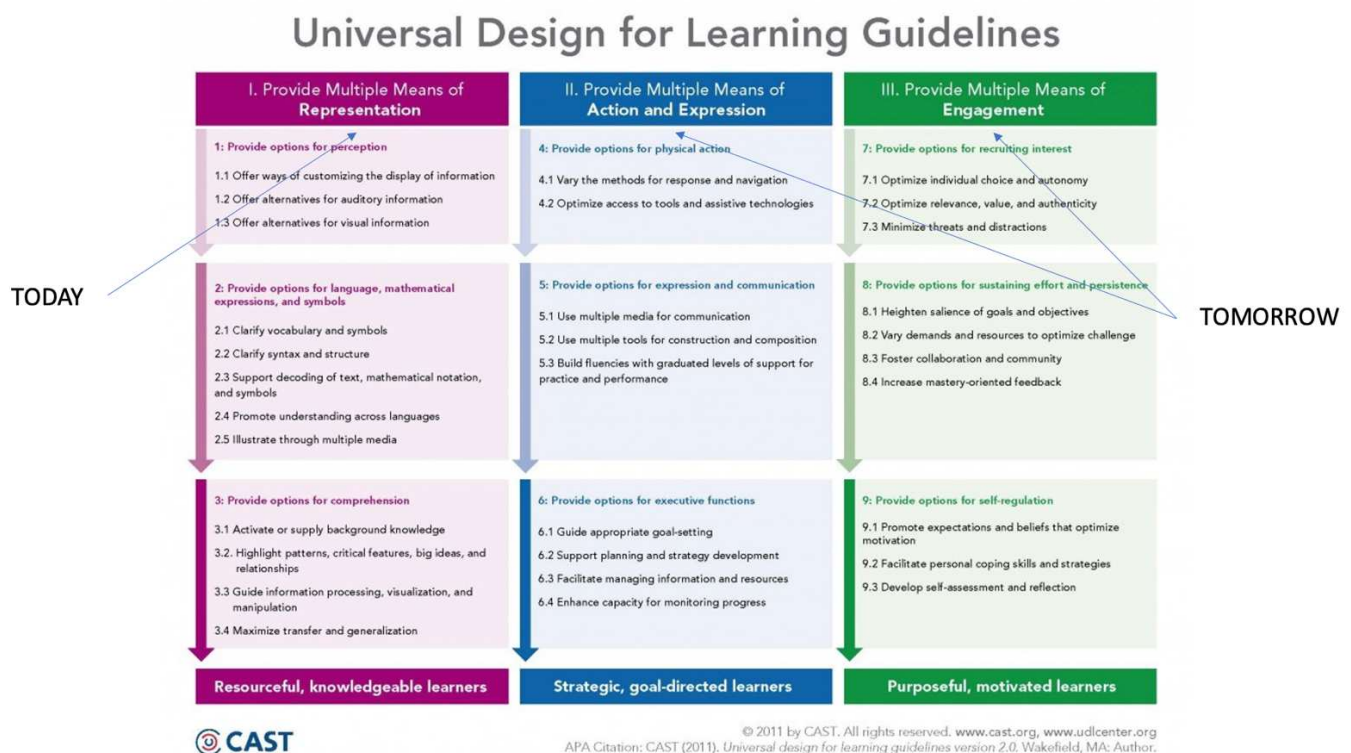 Universal Design for Learning Guidelines
I. Provide Multiple Means of
Representation
1: Provide options for perception
1.1 Offer ways of customizing the display of information
1.2 Offer alternatives for auditory information
1.3 Offer alternatives for visual information
TODAY
2: Provide options for language, mathematical
expressions, and symbols
2.1 Clarify vocabulary and symbols
2.2 Clarify syntax and structure
2.3 Support decoding of text, mathematical notation,
and symbols
2.4 Promote understanding across languages
2.5 Illustrate through multiple media
3: Provide options for comprehension
3.1 Activate or supply background knowledge
3.2. Highlight patterns, critical features, big ideas, and
relationships
3.3 Guide information processing, visualization, and
manipulation
3.4 Maximize transfer and generalization
Resourceful, knowledgeable learners
II. Provide Multiple Means of
Action and Expression
4: Provide options for physical action
4.1 Vary the methods for response and navigation
4.2 Optimize access to tools and assistive technologies
5: Provide options for expression and communication
5.1 Use multiple media for communication
5.2 Use multiple tools for construction and composition
5.3 Build fluencies with graduated levels of support for
practice and performance
6: Provide options for executive functions
6.1 Guide appropriate goal-setting
6.2 Support planning and strategy development
6.3 Facilitate managing information and resources
6.4 Enhance capacity for monitoring progress
Strategic, goal-directed learners
III. Provide Multiple Means of
Engagement
7: Provide options for recruiting interest
7.1 Optimize individual choice and autonomy
7.2 Optimize relevance, value, and authenticity
7.3 Minimize threats and distractions
8: Provide options for sustaining effort and persistence
8.1 Heighten salience of goals and objectives
8.2 Vary demands and resources to optimize challenge
8.3 Foster collaboration and community
8.4 Increase mastery-oriented feedback
TOMORROW
9: Provide options for self-regulation
9.1 Promote expectations and beliefs that optimize
motivation
9.2 Facilitate personal coping skills and strategies
9.3 Develop self-assessment and reflection
Purposeful, motivated learners
CAST
© 2011 by CAST. All rights reserved. www.cast.org, www.udlcenter.org
APA Citation: CAST (2011). Universal design for learning guidelines version 2.0. Wakefield, MA: Author.